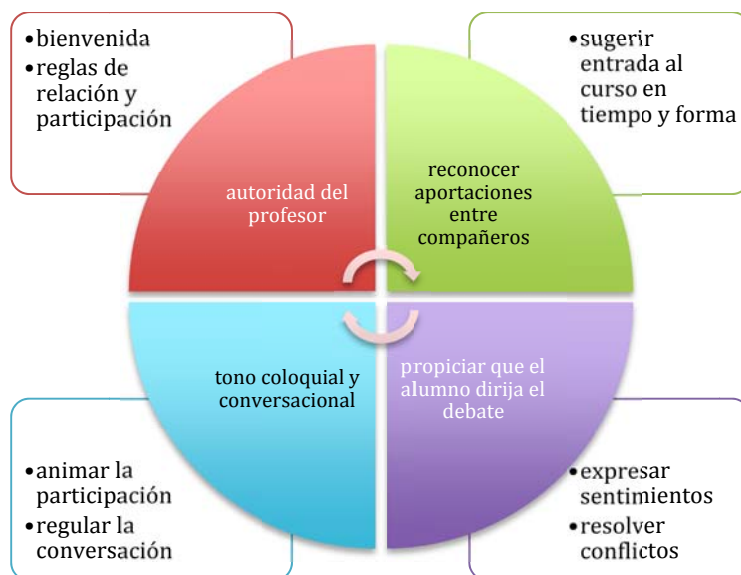 •bienvenida
•reglas de
relación y
participación
•sugerir
entrada al
curso en
tiempo y
forma
autoridad del
profesor
reconocer
aportaciones
entre
compañeros
tono coloquial y
conversacional
propiciar que el
alumno dirija el
debate
•animar la
participación
•regular la
conversación
•expresar
sentimientos
•resolver
conflictos